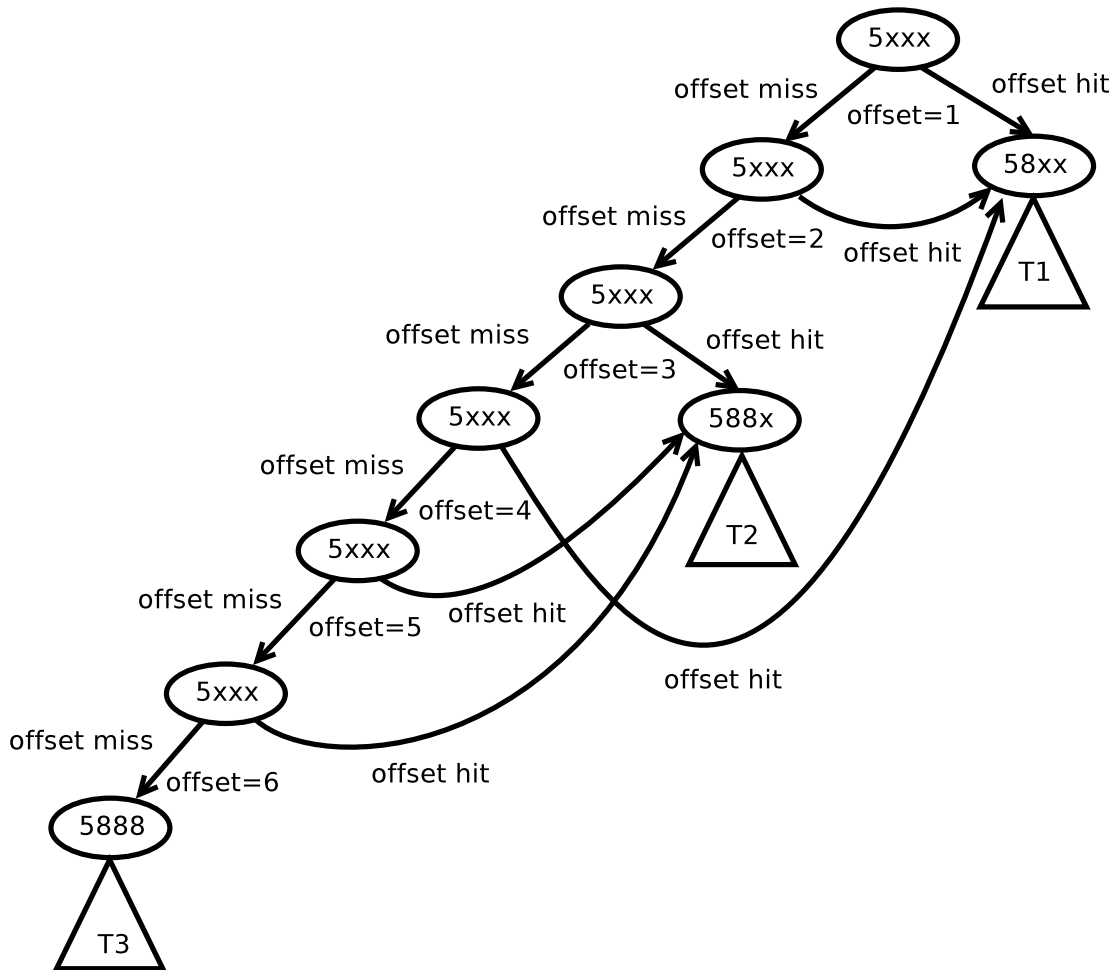 5xxx
offset miss
offset hit
offset=1
5xxx
58xx
offset miss
offset=2
offset hit
T1
5xxx
offset miss
offset hit
offset=3
5xxx
588x
offset miss
offset=4
T2
5xxx
offset miss
offset hit
offset=5
offset hit
5xxx
offset miss
offset hit
offset=6
5888
T3